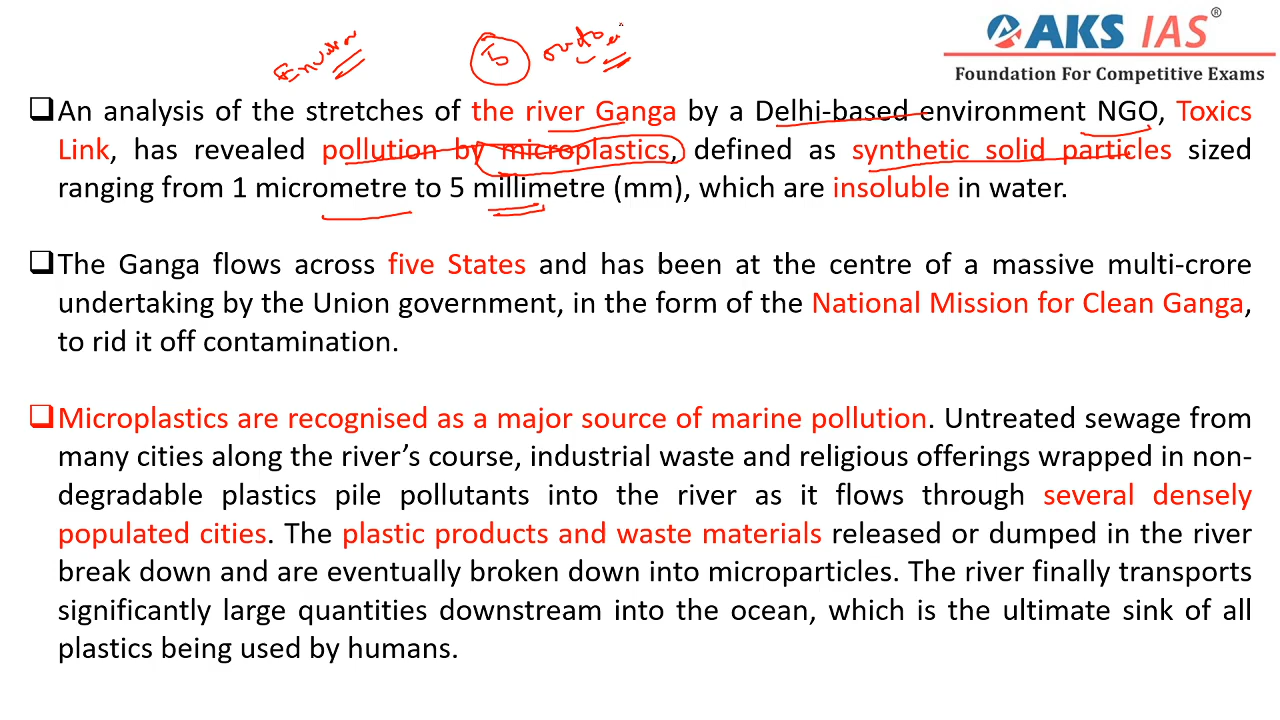 AKS IAS®
Foundation For Competitive Exams
5
An analysis of the stretches of the river Ganga by a Delhi-based environment NGO, Toxics
Link, has revealed pollution by microplastics, defined as synthetic solid particles sized
ranging from 1 micrometre to 5 millimetre (mm), which are insoluble in water.
The Ganga flows across five States and has been at the centre of a massive multi-crore
undertaking by the Union government, in the form of the National Mission for Clean Ganga,
to rid it off contamination.
Microplastics are recognised as a major source of marine pollution. Untreated sewage from
many cities along the river’s course, industrial waste and religious offerings wrapped in non-
degradable plastics pile pollutants into the river as it flows through several densely
populated cities. The plastic products and waste materials released or dumped in the river
break down and are eventually broken down into microparticles. The river finally transports
significantly large quantities downstream into the ocean, which is the ultimate sink of all
plastics being used by humans.